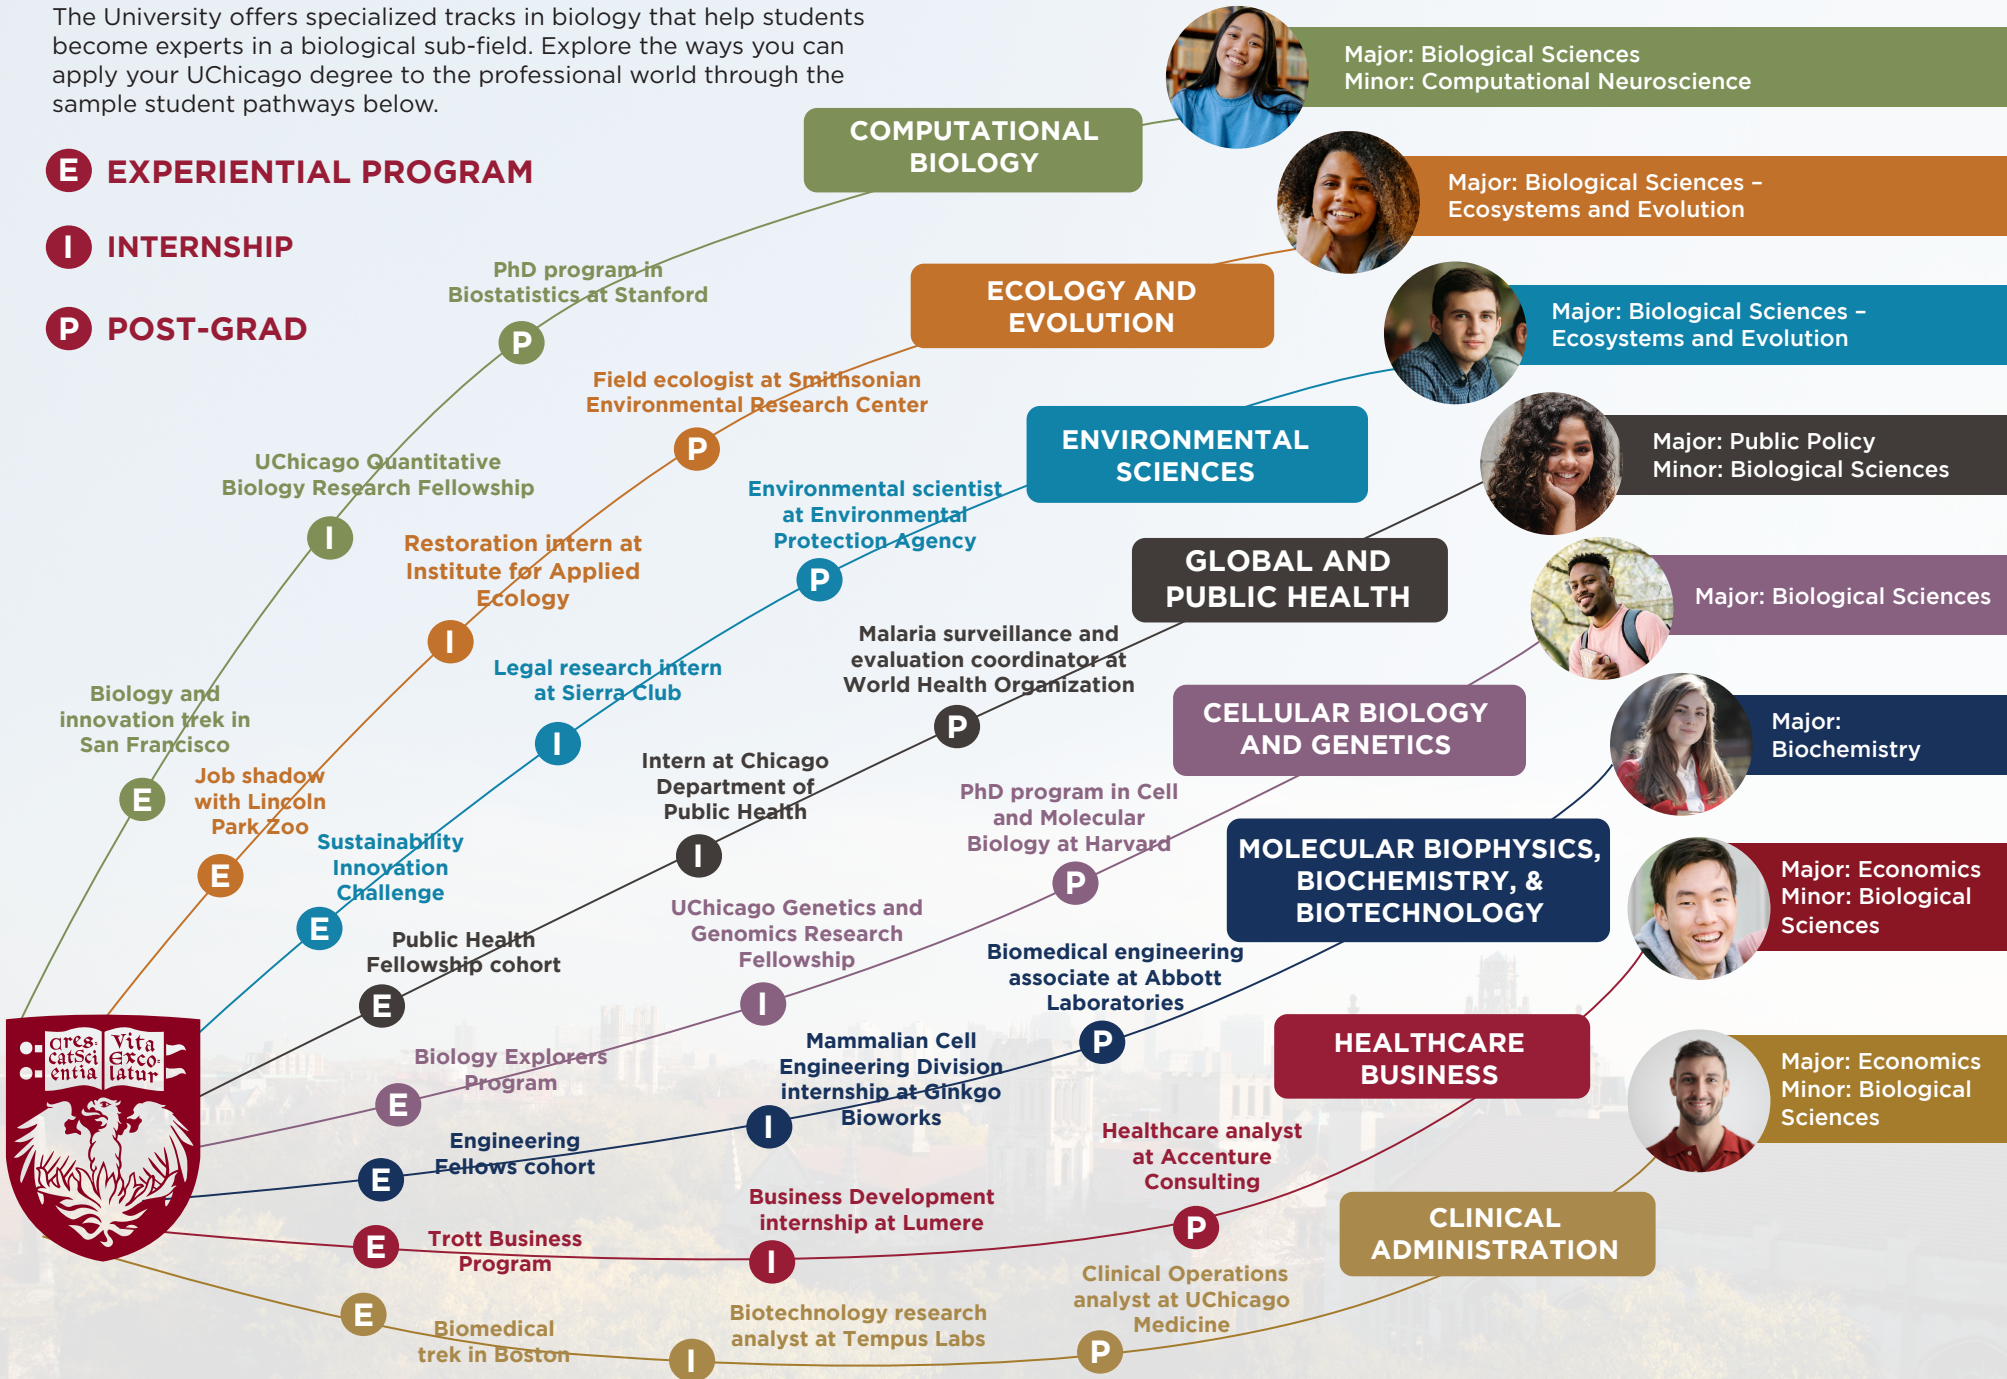 The University offers specialized tracks in biology that help students
become experts in a biological sub-field. Explore the ways you can
apply your UChicago degree to the professional world through the
sample student pathways below.
E EXPERIENTIAL PROGRAM
I INTERNSHIP
P POST-GRAD
COMPUTATIONAL
BIOLOGY
Major: Biological Sciences
Minor: Computational Neuroscience
PhD program in
Biostatistics at Stanford
P
UChicago Quantitative
Biology Research Fellowship
I
Biology and
innovation trek in
San Francisco
E
ECOLOGY AND
EVOLUTION
Major: Biological Sciences –
Ecosystems and Evolution
Field ecologist at Smithsonian
Environmental Research Center
P
Restoration intern at
Institute for Applied
Ecology
I
Job shadow
with Lincoln
Park Zoo
E
ENVIRONMENTAL
SCIENCES
Major: Biological Sciences –
Ecosystems and Evolution
Environmental scientist
at Environmental
Protection Agency
P
Legal research intern
at Sierra Club
I
Sustainability
Innovation
Challenge
E
GLOBAL AND
PUBLIC HEALTH
Major: Public Policy
Minor: Biological Sciences
Malaria surveillance and
evaluation coordinator at
World Health Organization
P
Intern at Chicago
Department of
Public Health
I
Public Health
Fellowship cohort
E
CELLULAR BIOLOGY
AND GENETICS
Major: Biological Sciences
PhD program in Cell
and Molecular
Biology at Harvard
P
UChicago Genetics and
Genomics Research
Fellowship
I
Biology Explorers
Program
E
MOLECULAR BIOPHYSICS,
BIOCHEMISTRY, &
BIOTECHNOLOGY
Major:
Biochemistry
Biomedical engineering
associate at Abbott
Laboratories
P
Mammalian Cell
Engineering Division
internship at Ginkgo
Bioworks
I
Engineering
Fellows cohort
E
HEALTHCARE
BUSINESS
Major: Economics
Minor: Biological
Sciences
Healthcare analyst
at Accenture
Consulting
P
Business Development
internship at Lumere
I
Trott Business
Program
E
CLINICAL
ADMINISTRATION
Major: Economics
Minor: Biological
Sciences
Clinical Operations
analyst at UChicago
Medicine
P
Biotechnology research
analyst at Tempus Labs
I
Biomedical
trek in Boston
E
Cres-
catSci
entia
Vita
Exco-
latur